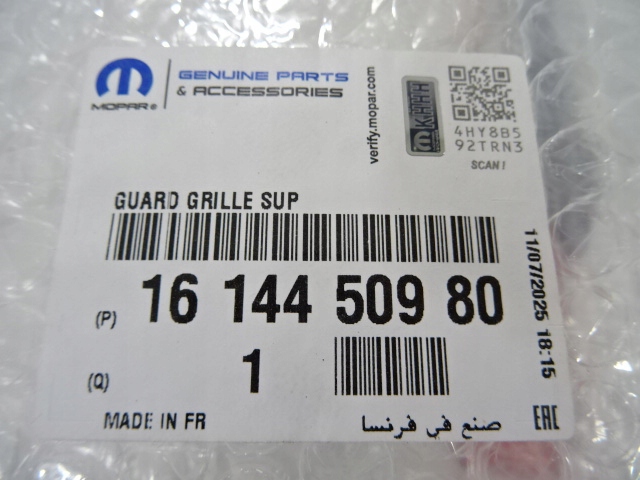 MOPAR®
GENUINE PARTS
& ACCESSORIES
verify.mopar.com
KHHH
4HY8B5
92TRN3
SCAN!
GUARD GRILLE SUP
(P) 16 144 509 80
(Q) 1
11/07/2025 18:15
MADE IN FR
صنع في فرنسا
EAC